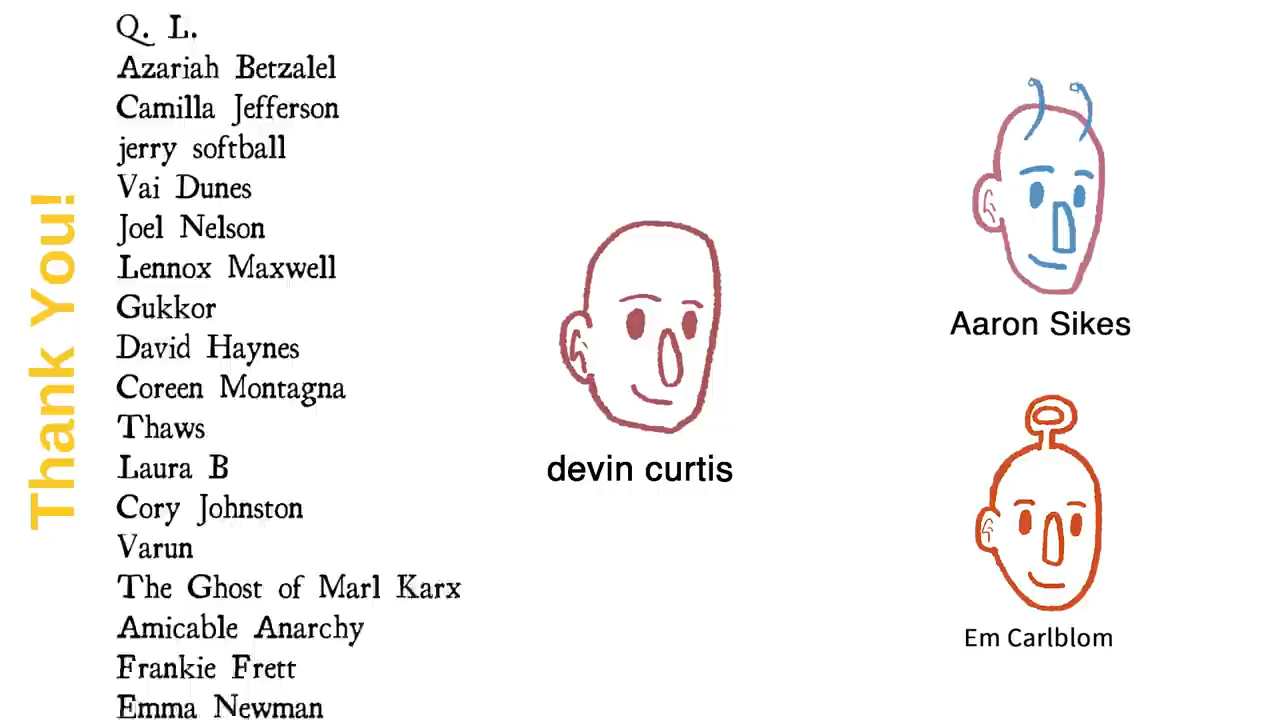 Thank You!
Q. L.
Azariah Betzalel
Camilla Jefferson
jerry softball
Vai Dunes
Joel Nelson
Lennox Maxwell
Gukkor
David Haynes
Coreen Montagna
Thaws
Laura B
Cory Johnston
Varun
The Ghost of Marl Karx
Amicable Anarchy
Frankie Frett
Emma Newman
devin curtis
Aaron Sikes
Em Carlblom